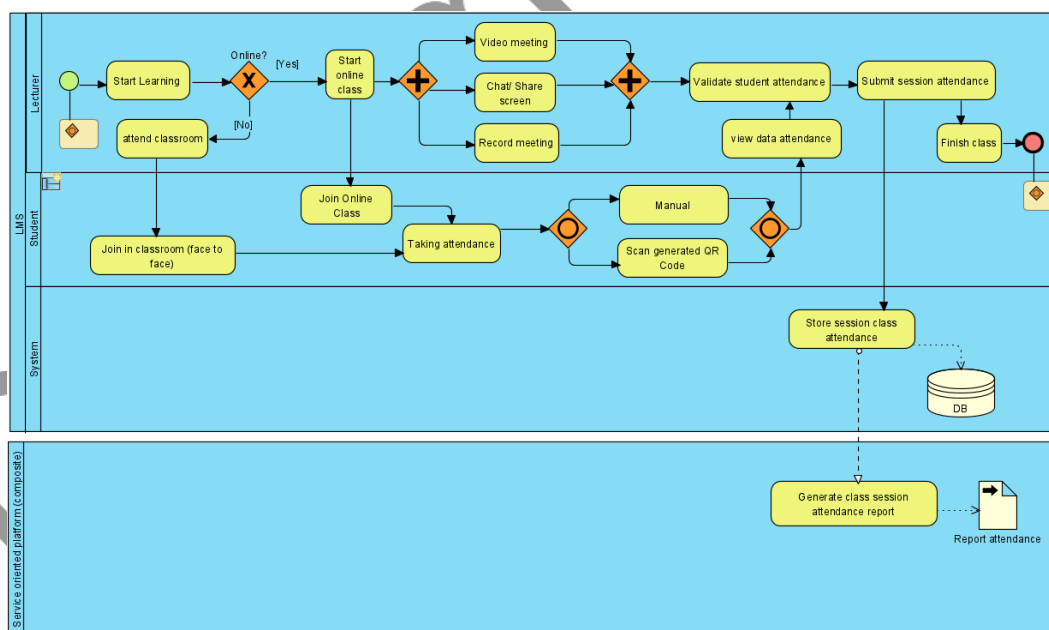 LMS
Lecturer
Start Learning
Online?
X
[Yes]
[No]
attend classroom
Start
online
class
Video meeting
Chat/ Share
screen
Record meeting
Validate student attendance
Submit session attendance
view data attendance
Finish class
Student
Join Online
Class
Join in classroom (face to
face)
Taking attendance
Manual
Scan generated QR
Code
System
Store session class
attendance
DB
Service oriented platform (composite)
Generate class session
attendance report
Report attendance